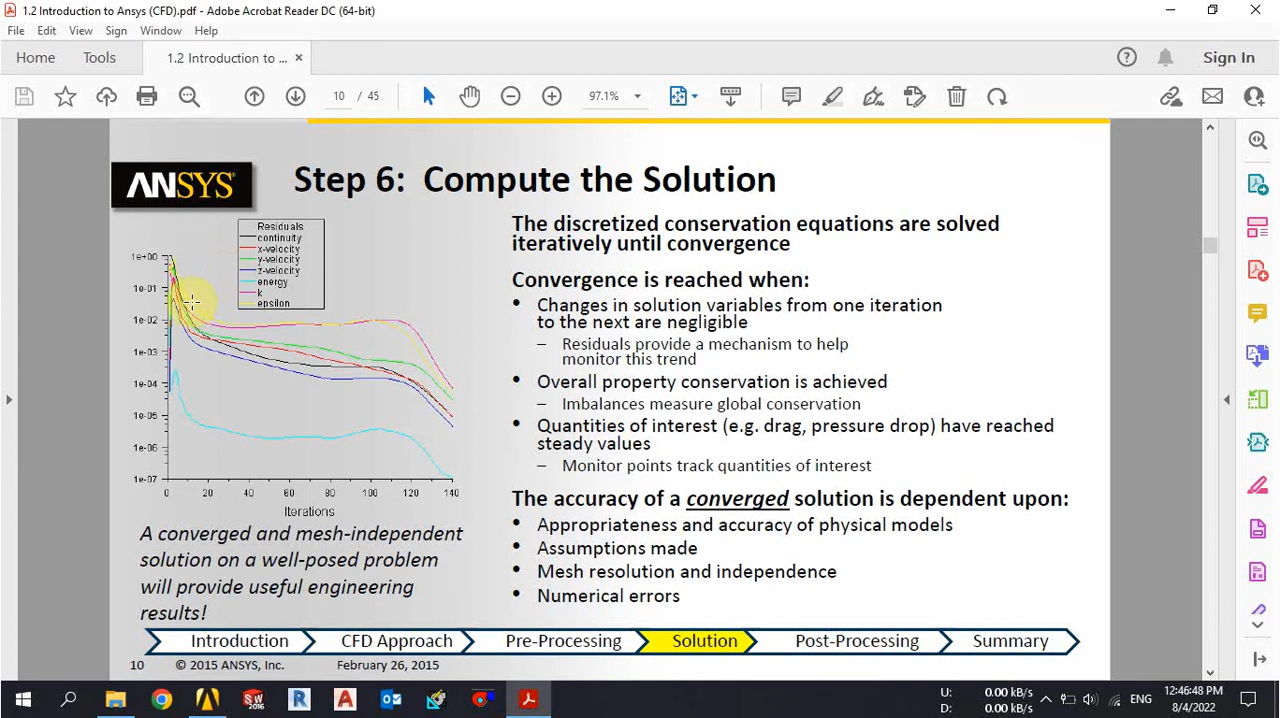 1.2 Introduction to Ansys (CFD).pdf - Adobe Acrobat Reader DC (64-bit)
File Edit View Sign Window Help
Home Tools 1.2 Introduction to ... Sign In
10 / 45 97.1%
ANSYS
Step 6: Compute the Solution
Residuals
continuity
x-velocity
y-velocity
z-velocity
energy
k
epsilon
1e+00
1e-01
1e-02
1e-03
1e-04
1e-05
1e-06
1e-07
0 20 40 60 80 100 120 140
Iterations
A converged and mesh-independent
solution on a well-posed problem
will provide useful engineering
results!
The discretized conservation equations are solved
iteratively until convergence
Convergence is reached when:
• Changes in solution variables from one iteration
to the next are negligible
– Residuals provide a mechanism to help
monitor this trend
• Overall property conservation is achieved
– Imbalances measure global conservation
• Quantities of interest (e.g. drag, pressure drop) have reached
steady values
– Monitor points track quantities of interest
The accuracy of a converged solution is dependent upon:
• Appropriateness and accuracy of physical models
• Assumptions made
• Mesh resolution and independence
• Numerical errors
Introduction CFD Approach Pre-Processing Solution Post-Processing Summary
10 © 2015 ANSYS, Inc. February 26, 2015
SW
2016
R
A
U: 0.00 kB/s
D: 0.00 kB/s
ENG
12:46:48 PM
8/4/2022